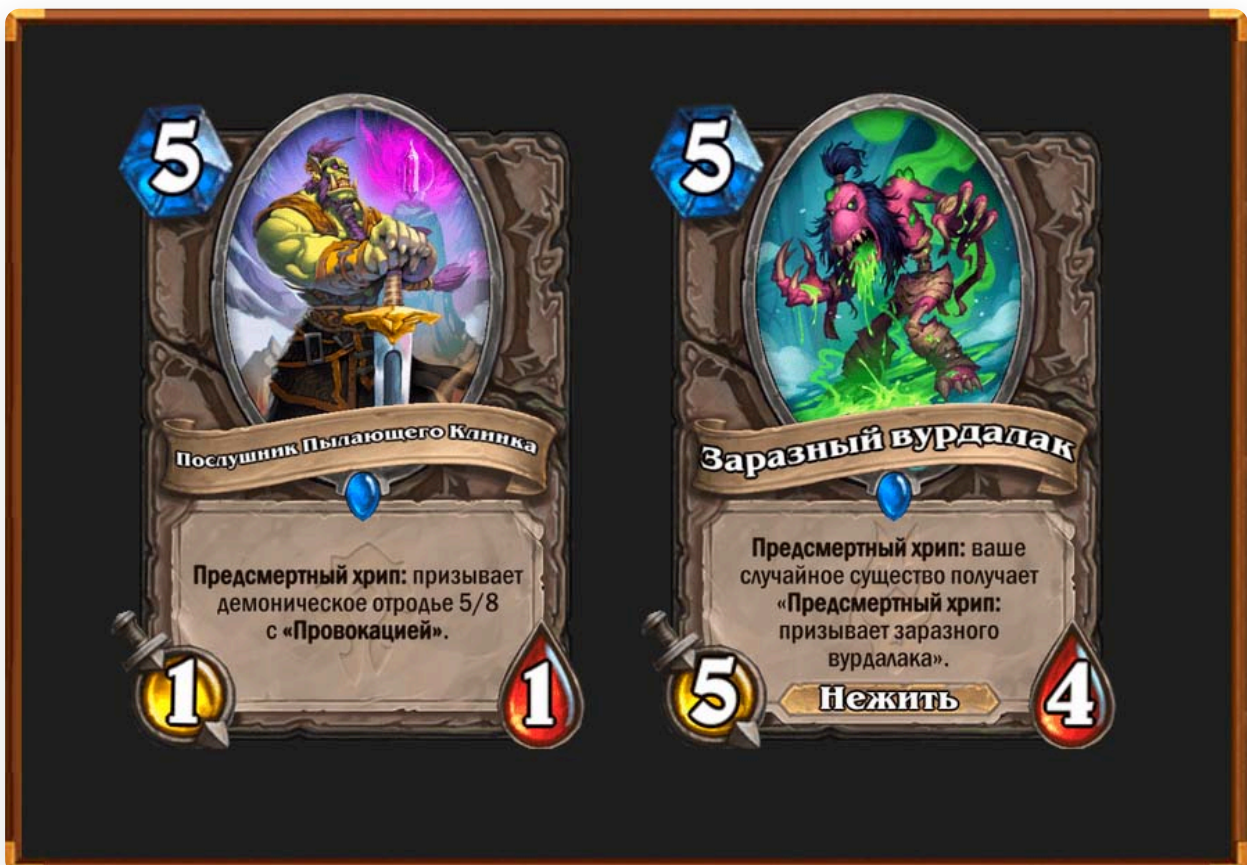 5
Послушник Пылающего Клинка
Предсмертный хрип: призывает
демоническое отродье 5/8
с «Провокацией».
1
1
5
Заразный вурдалак
Предсмертный хрип: ваше
случайное существо получает
«Предсмертный хрип:
призывает заразного
вурдалака».
5
Нежить
4